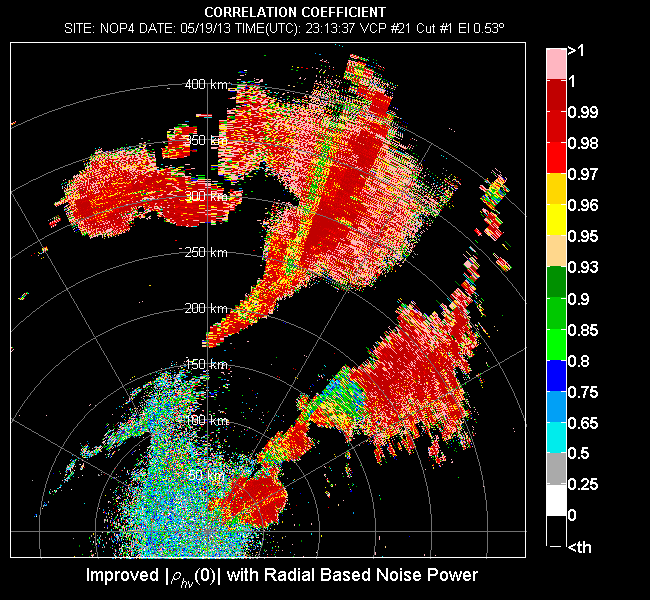 CORRELATION COEFFICIENT
SITE: NOP4 DATE: 05/19/13 TIME(UTC): 23:13:37 VCP #21 Cut #1 El 0.53º
400 km
350 km
300 km
250 km
200 km
150 km
100 km
50 km
>1
1
0.99
0.98
0.97
0.96
0.95
0.93
0.9
0.85
0.8
0.75
0.65
0.5
0.25
0
<th
Improved |ρhv(0)| with Radial Based Noise Power